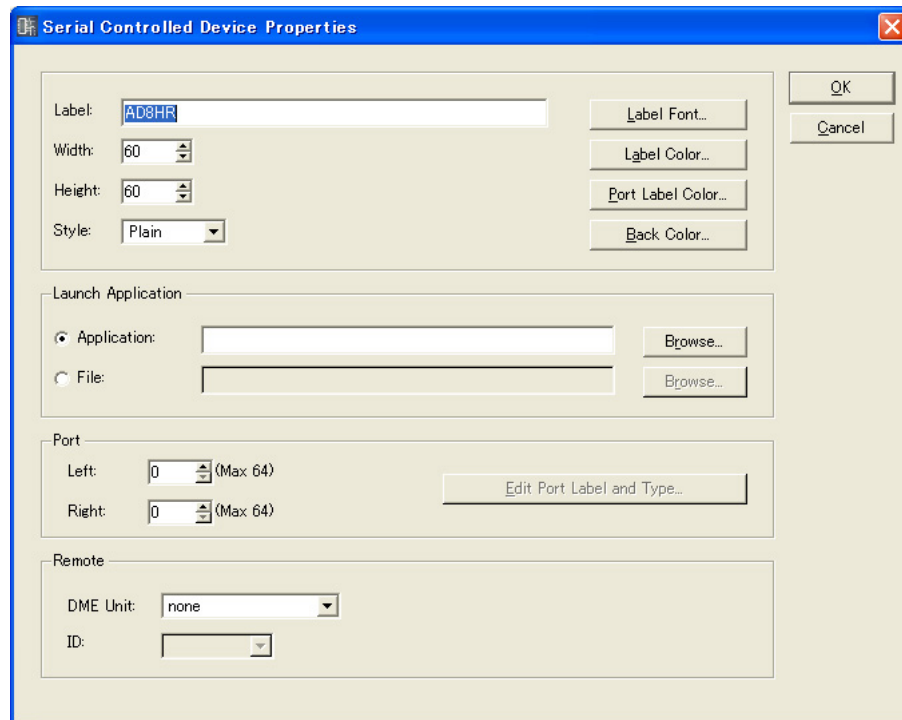 Serial Controlled Device Properties
Label: AD8HR Label Font...
Width: 60 Label Color...
Height: 60 Port Label Color...
Style: Plain Back Color...
OK
Cancel
Launch Application
Application: Browse...
File: Browse...
Port
Left: 0 (Max 64)
Edit Port Label and Type...
Right: 0 (Max 64)
Remote
DME Unit: none
ID: